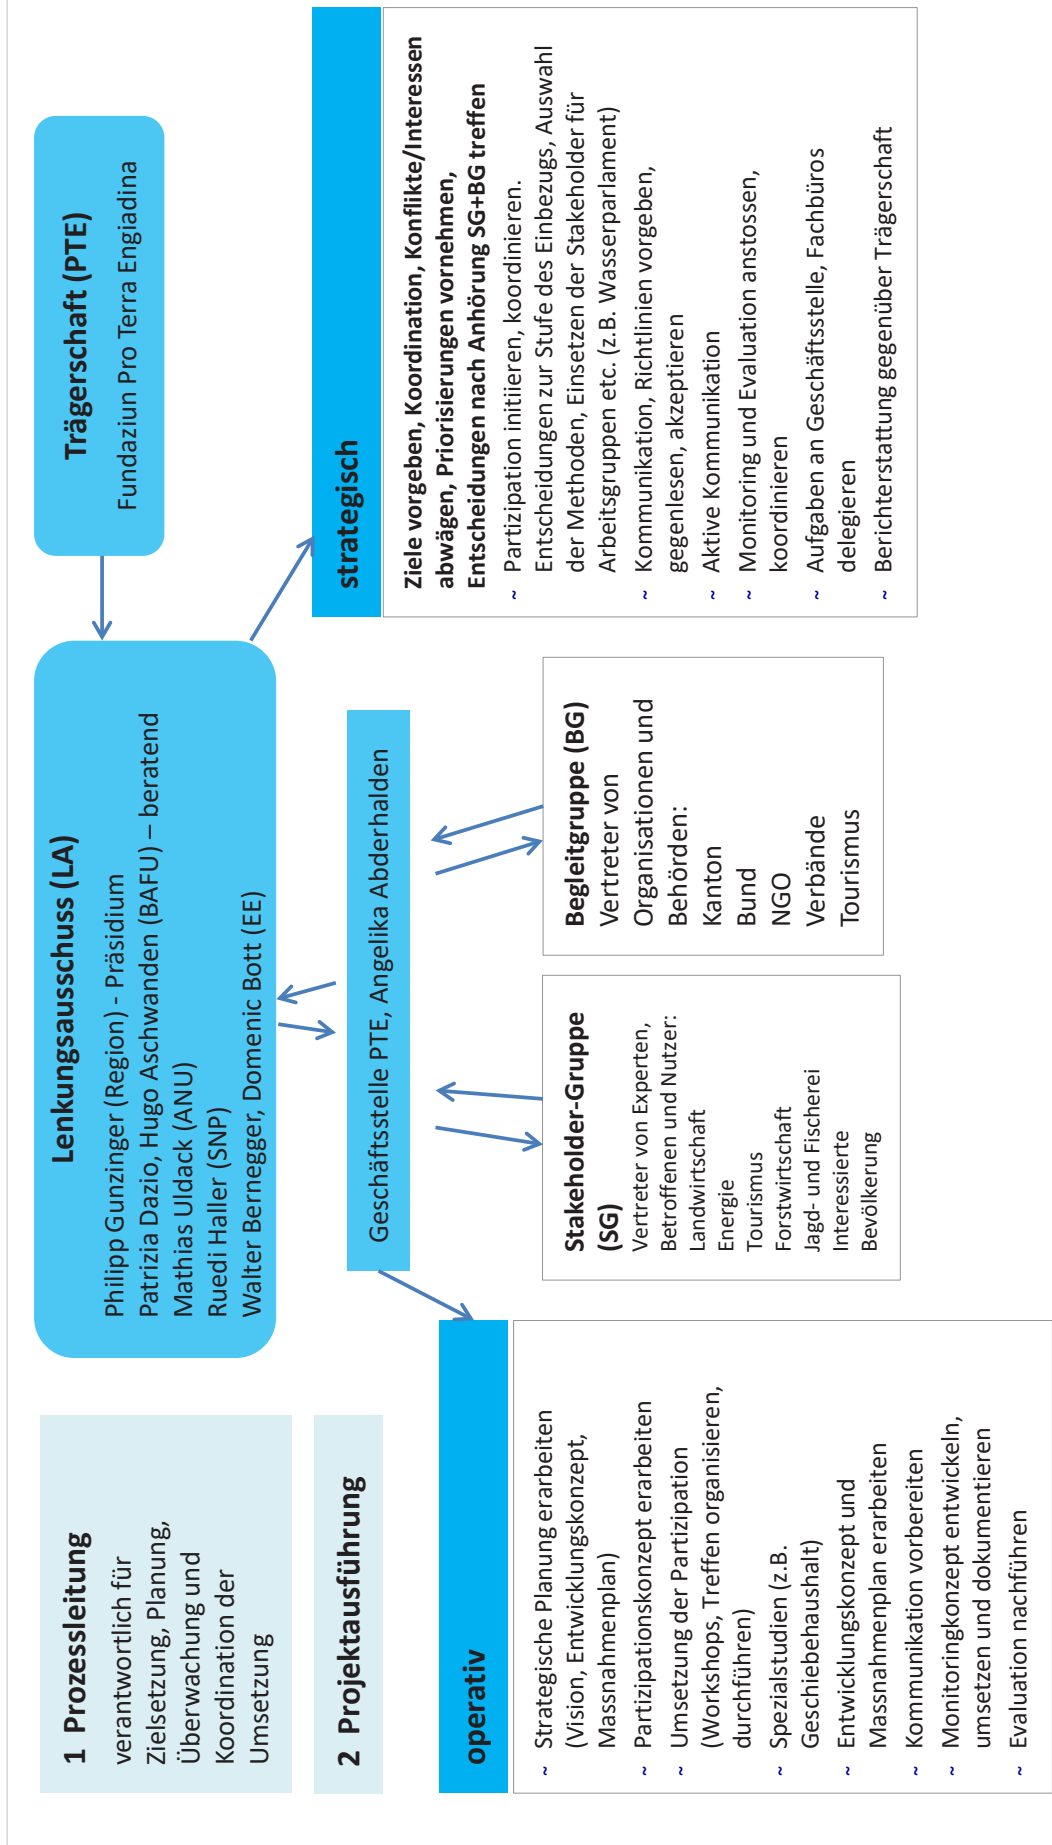 1 Prozessleitung
verantwortlich für
Zielsetzung, Planung,
Überwachung und
Koordination der
Umsetzung
Lenkungsausschuss (LA)
Philipp Gunzinger (Region) - Präsidium
Patrizia Dazio, Hugo Aschwanden (BAFU) – beratend
Mathias Uldack (ANU)
Ruedi Haller (SNP)
Walter Bernegger, Domenic Bott (EE)
Trägerschaft (PTE)
Fundaziun Pro Terra Engiadina
2 Projektausführung
Geschäftsstelle PTE, Angelika Abderhalden
strategisch
Ziele vorgeben, Koordination, Konflikte/Interessen
abwägen, Priorisierungen vornehmen,
Entscheidungen nach Anhörung SG+BG treffen
~ Partizipation initiieren, koordinieren.
Entscheidungen zur Stufe des Einbezugs, Auswahl
der Methoden, Einsetzen der Stakeholder für
Arbeitsgruppen etc. (z.B. Wasserparlament)
~ Kommunikation, Richtlinien vorgeben,
gegenlesen, akzeptieren
~ Aktive Kommunikation
~ Monitoring und Evaluation anstossen,
koordinieren
~ Aufgaben an Geschäftsstelle, Fachbüros
delegieren
~ Berichterstattung gegenüber Trägerschaft
operativ
~ Strategische Planung erarbeiten
(Vision, Entwicklungskonzept,
Massnahmenplan)
~ Partizipationskonzept erarbeiten
~ Umsetzung der Partizipation
(Workshops, Treffen organisieren,
durchführen)
~ Spezialstudien (z.B.
Geschiebehaushalt)
~ Entwicklungskonzept und
Massnahmenplan erarbeiten
~ Kommunikation vorbereiten
~ Monitoringkonzept entwickeln,
umsetzen und dokumentieren
~ Evaluation nachführen
Stakeholder-Gruppe
(SG)
Vertreter von Experten,
Betroffenen und Nutzer:
Landwirtschaft
Energie
Tourismus
Forstwirtschaft
Jagd- und Fischerei
Interessierte
Bevölkerung
Begleitgruppe (BG)
Vertreter von
Organisationen und
Behörden:
Kanton
Bund
NGO
Verbände
Tourismus